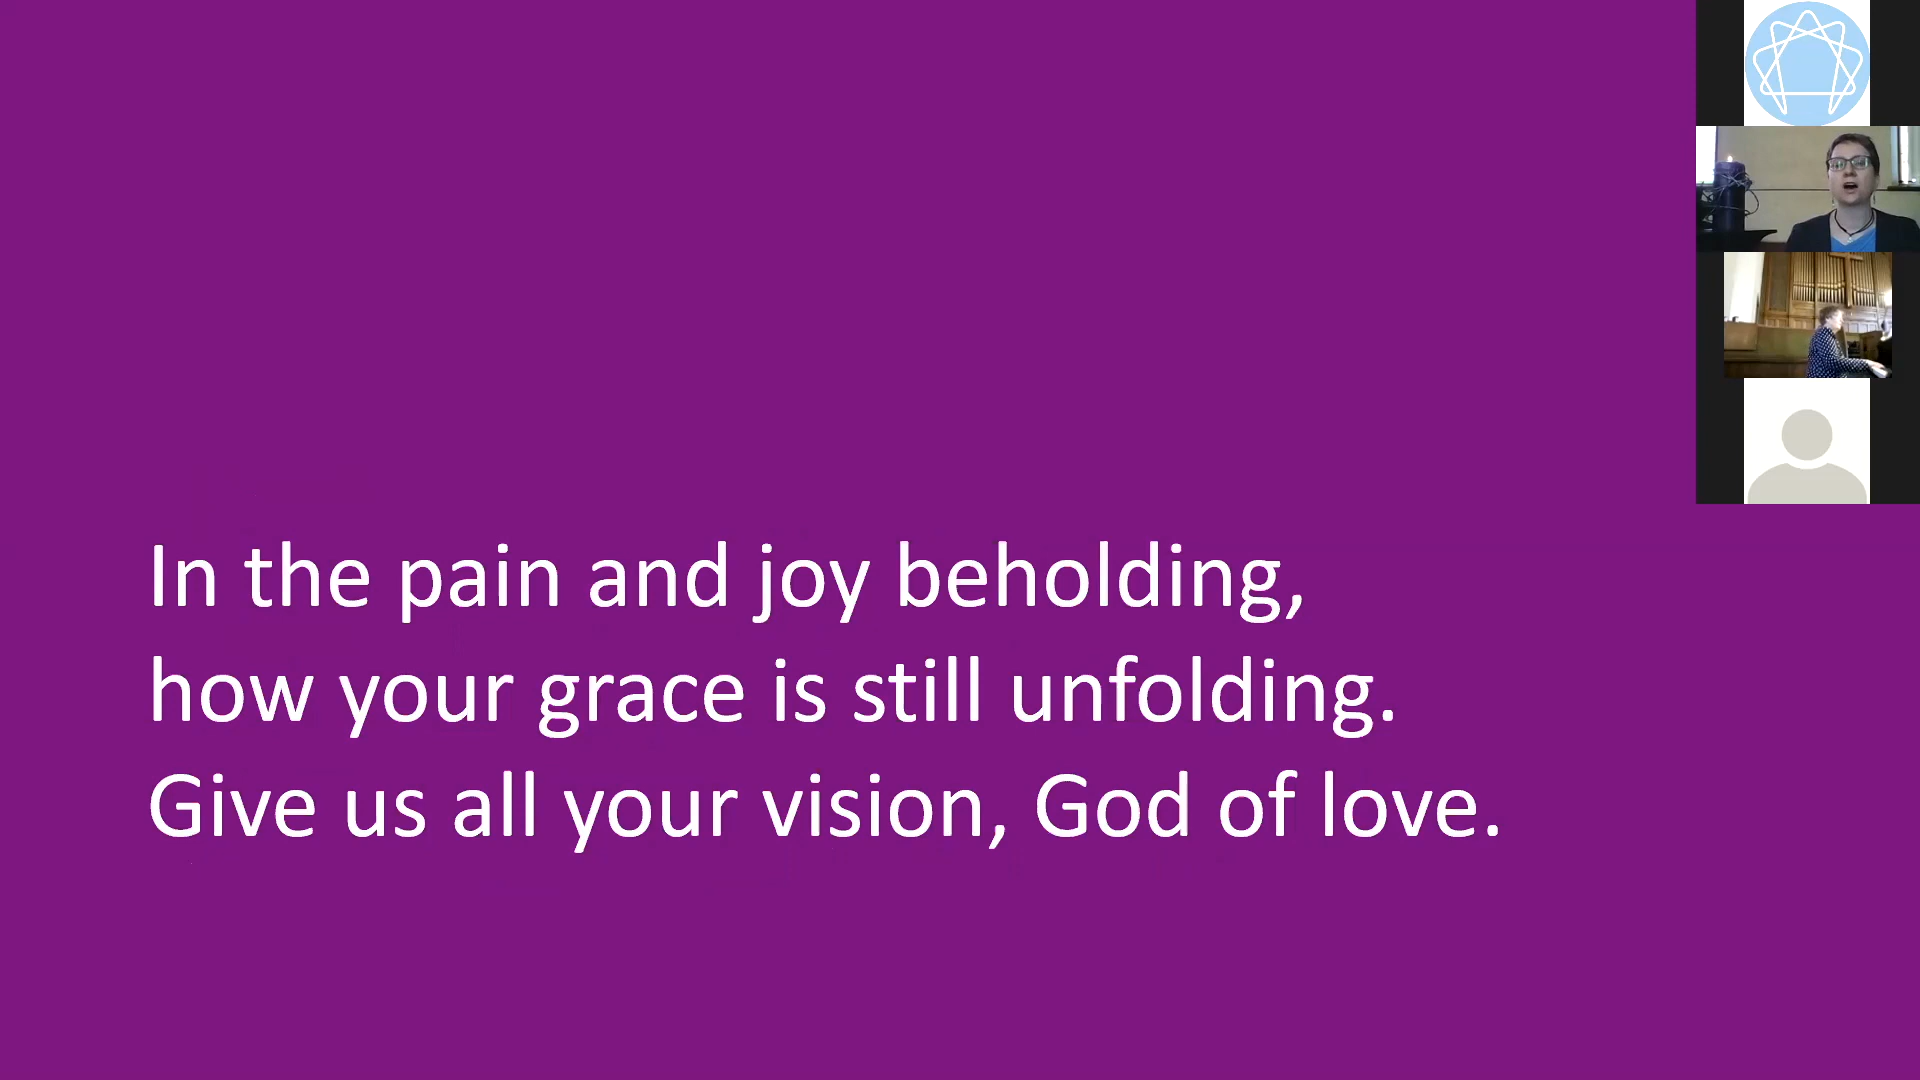 In the pain and joy beholding,
how your grace is still unfolding.
Give us all your vision, God of love.